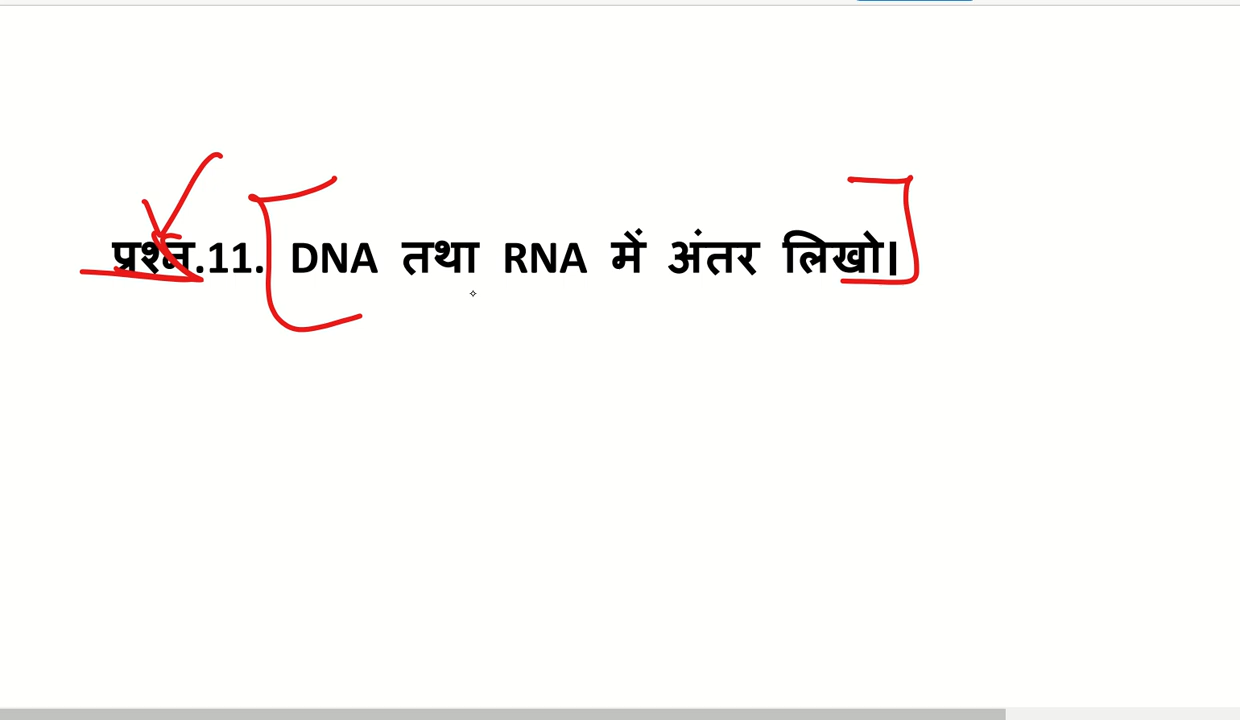 प्रश्न.11. DNA तथा RNA में अंतर लिखो।